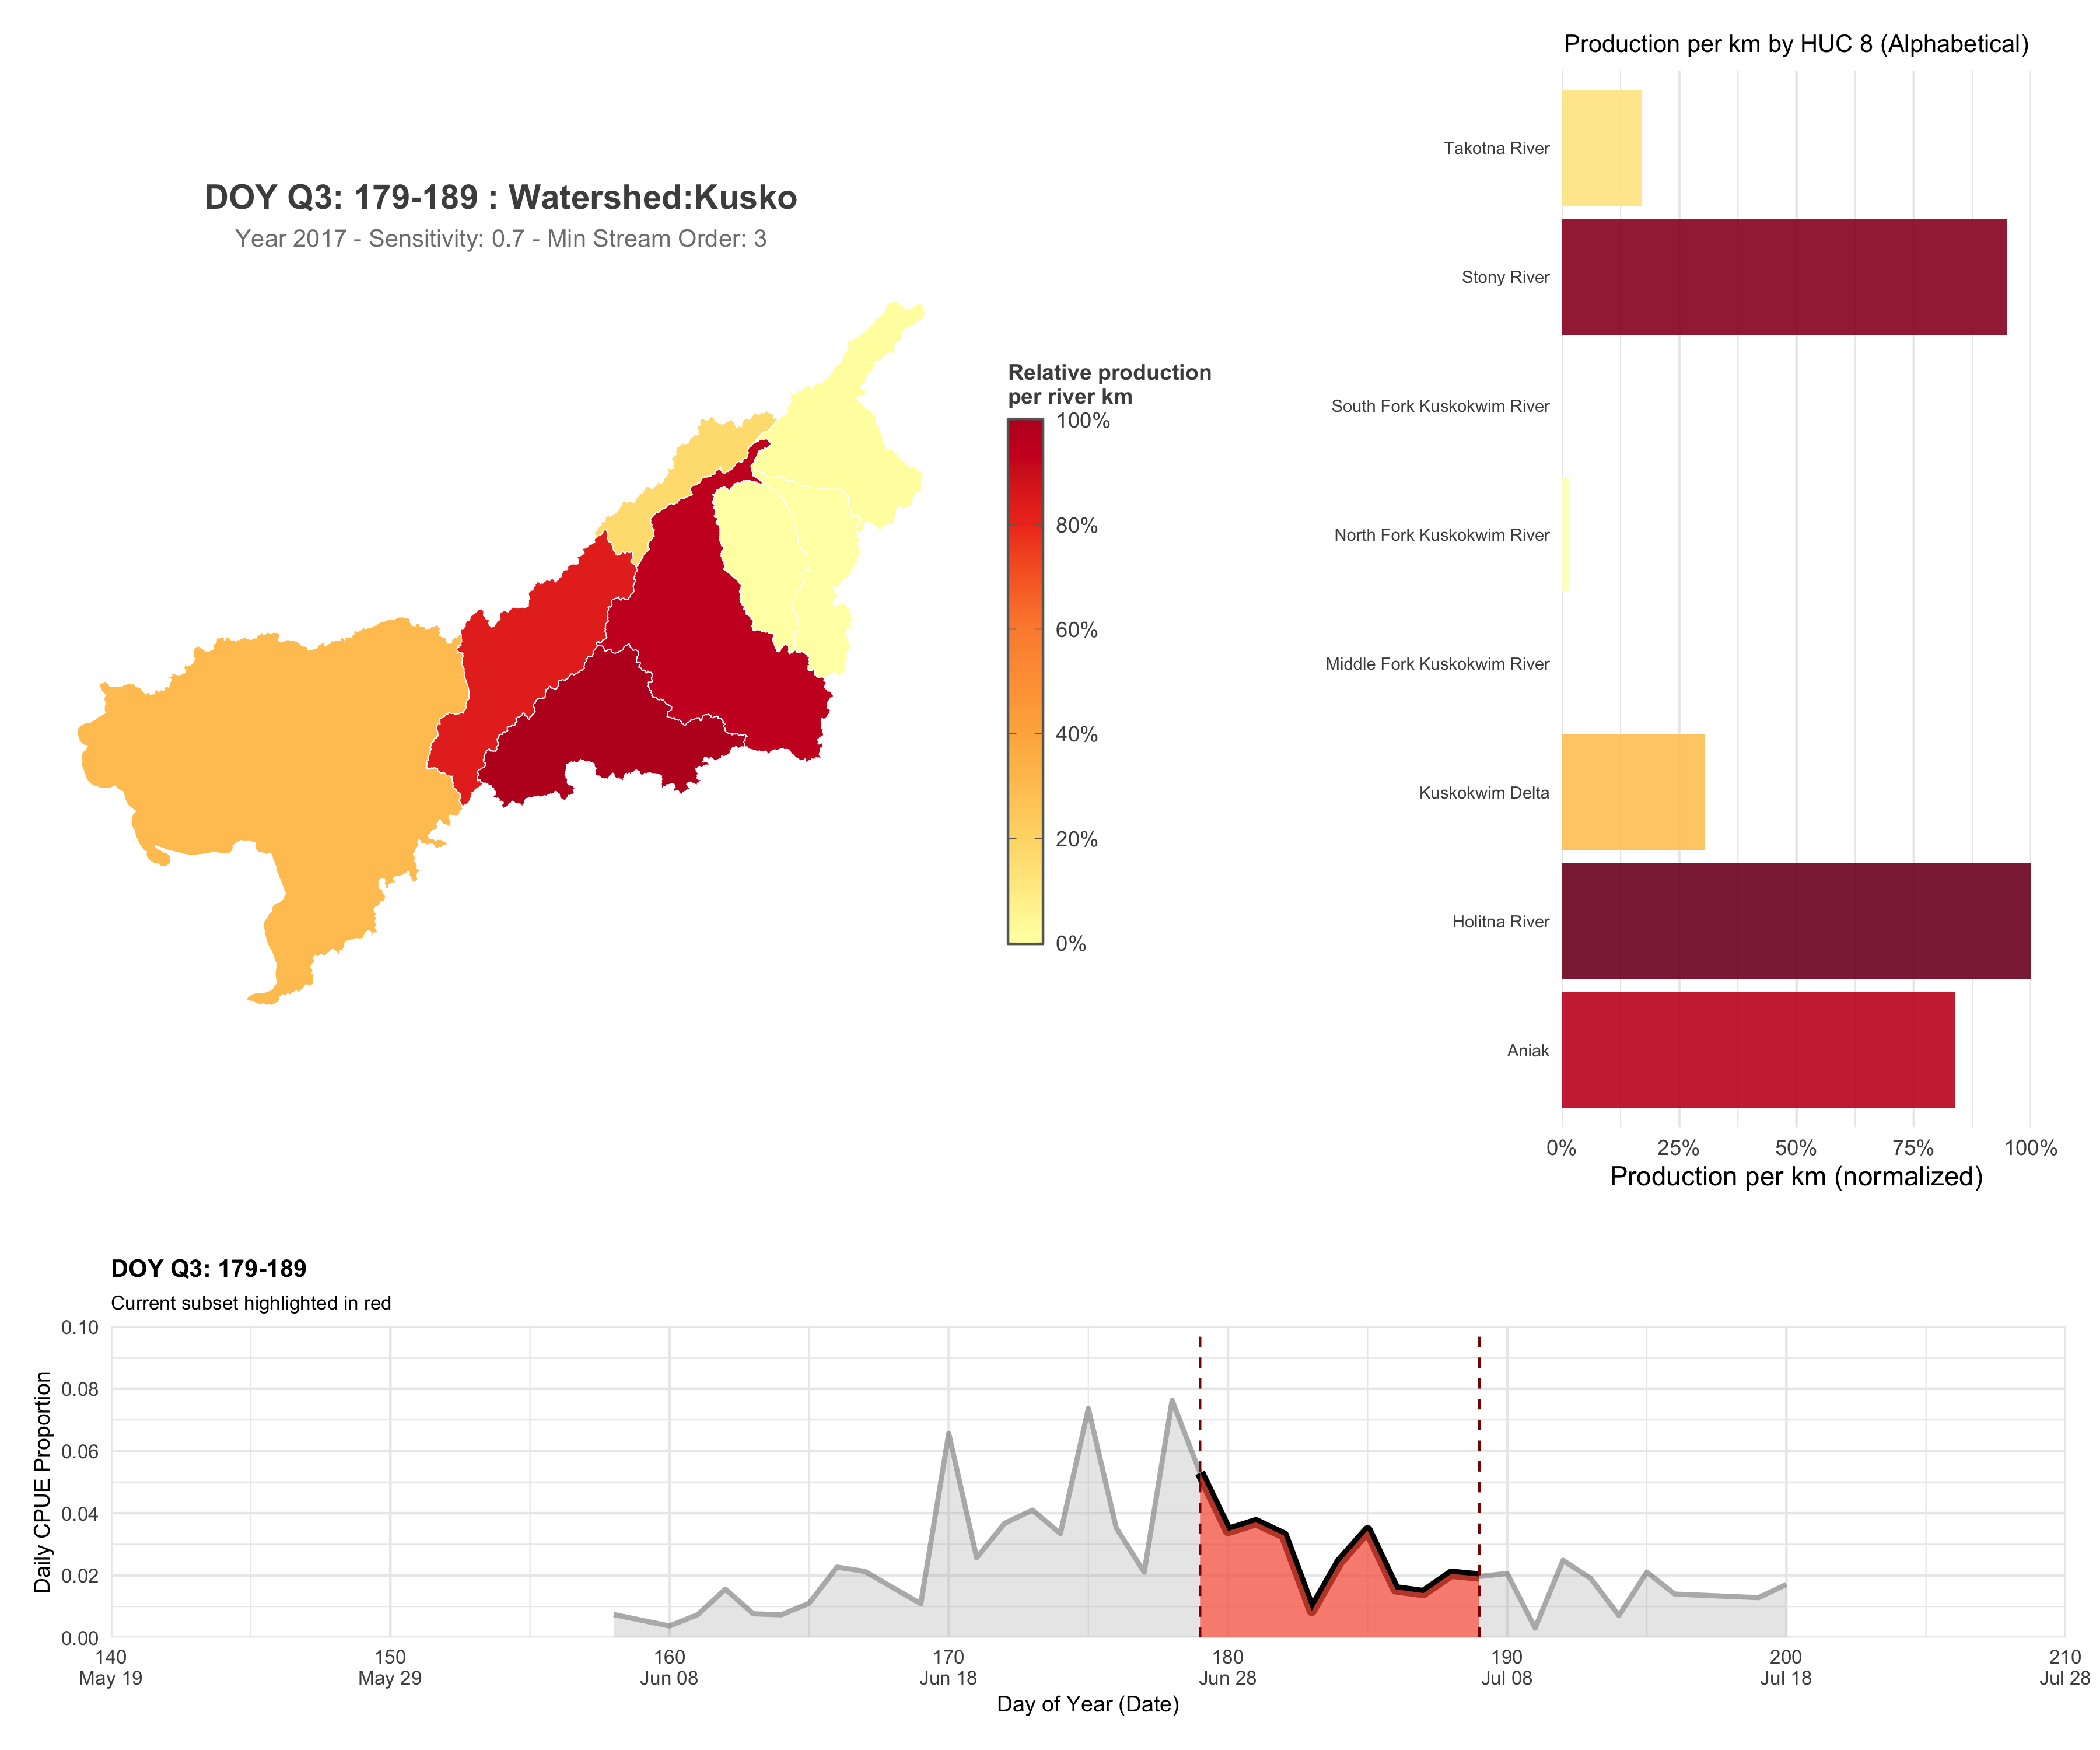 Production per km by HUC 8 (Alphabetical)
Takotna River
Stony River
South Fork Kuskokwim River
North Fork Kuskokwim River
Middle Fork Kuskokwim River
Kuskokwim Delta
Holitna River
Aniak
0% 25% 50% 75% 100%
Production per km (normalized)
DOY Q3: 179-189 : Watershed:Kusko
Year 2017 - Sensitivity: 0.7 - Min Stream Order: 3
Relative production
per river km
100%
80%
60%
40%
20%
0%
DOY Q3: 179-189
Current subset highlighted in red
Daily CPUE Proportion
0.10
0.08
0.06
0.04
0.02
0.00
140 150 160 170 180 190 200 210
May 19 May 29 Jun 08 Jun 18 Jun 28 Jul 08 Jul 18 Jul 28
Day of Year (Date)